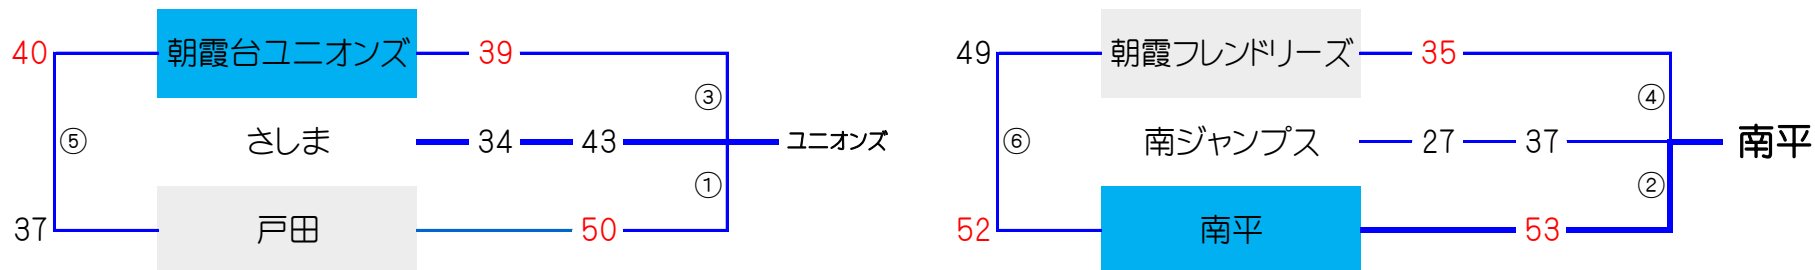 40 朝霞台ユニオンズ 39
③
⑤ さしま 34 43 ユニオンズ
①
37 戸田 50
49 朝霞フレンドリーズ 35
④
⑥ 南ジャンプス 27 37 南平
②
52 南平 53